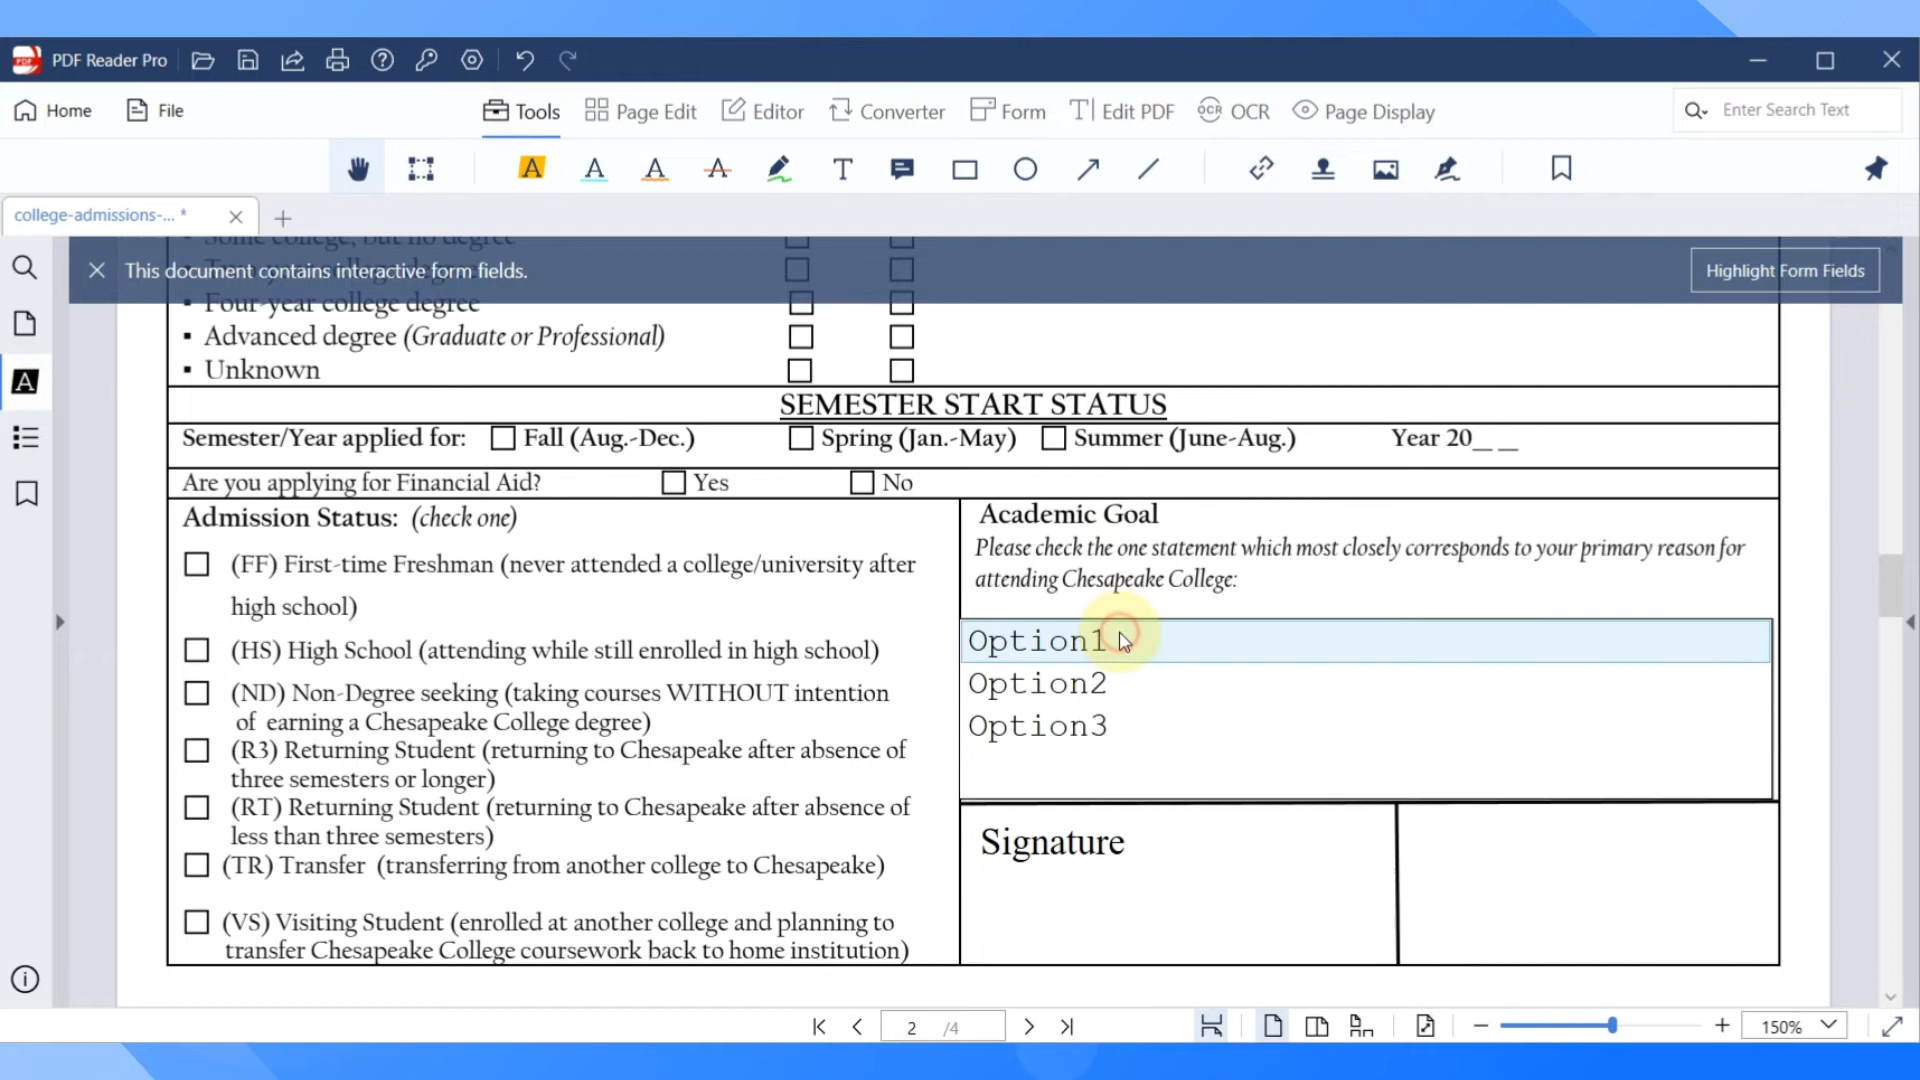 PDF Reader Pro
Home File Tools Page Edit Editor Converter Form Edit PDF OCR Page Display Enter Search Text
college-admissions-... *
Some college, but no degree
This document contains interactive form fields. Highlight Form Fields
▪ Four-year college degree
▪ Advanced degree (Graduate or Professional)
▪ Unknown
SEMESTER START STATUS
Semester/Year applied for: Fall (Aug.-Dec.) Spring (Jan.-May) Summer (June-Aug.) Year 20__ __
Are you applying for Financial Aid? Yes No
Admission Status: (check one)
(FF) First-time Freshman (never attended a college/university after
high school)
(HS) High School (attending while still enrolled in high school)
(ND) Non-Degree seeking (taking courses WITHOUT intention
of earning a Chesapeake College degree)
(R3) Returning Student (returning to Chesapeake after absence of
three semesters or longer)
(RT) Returning Student (returning to Chesapeake after absence of
less than three semesters)
(TR) Transfer (transferring from another college to Chesapeake)
(VS) Visiting Student (enrolled at another college and planning to
transfer Chesapeake College coursework back to home institution)
Academic Goal
Please check the one statement which most closely corresponds to your primary reason for
attending Chesapeake College:
Option1
Option2
Option3
Signature
2 /4 150%